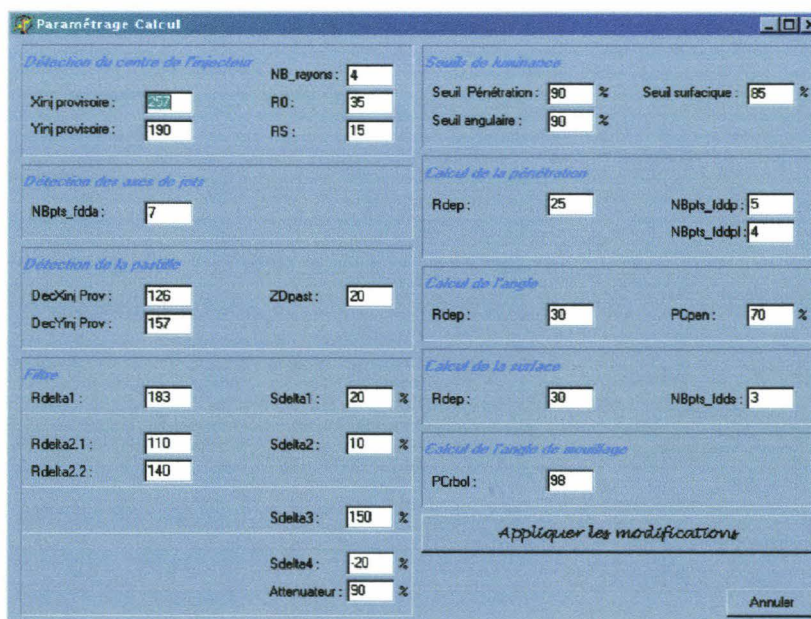 Paramétrage Calcul
Détection du centre de l'injecteur
NB_rayons : 4
Xinj provisoire : 257
R0 : 35
Yinj provisoire : 190
RS : 15
Détection des axes de jets
NBpts_fdda : 7
Détection de la pastille
DecXinj Prov : 126
ZDpast : 20
DecYinj Prov : 157
Filtre
Rdelta1 : 183
Sdelta1 : 20 %
Rdelta2.1 : 110
Sdelta2 : 10 %
Rdelta2.2 : 140
Sdelta3 : 150 %
Sdelta4 : -20 %
Attenuateur : 90 %
Seuils de luminance
Seuil Pénétration : 90 %
Seuil surfacique : 85 %
Seuil angulaire : 90 %
Calcul de la pénétration
Rdep : 25
NBpts_fddp : 5
NBpts_fddpl : 4
Calcul de l'angle
Rdep : 30
PCpen : 70 %
Calcul de la surface
Rdep : 30
NBpts_fdds : 3
Calcul de l'angle de mouillage
PCrbol : 98
Appliquer les modifications
Annuler